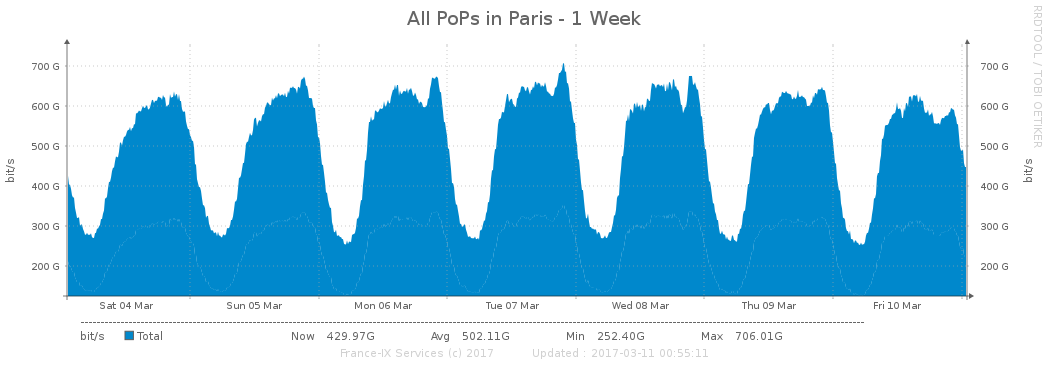 All PoPs in Paris - 1 Week
RRDTOOL / TOBI OETIKER
700 G 700 G
600 G 600 G
500 G 500 G
400 G 400 G
300 G 300 G
200 G 200 G
bit/s bit/s
Sat 04 Mar Sun 05 Mar Mon 06 Mar Tue 07 Mar Wed 08 Mar Thu 09 Mar Fri 10 Mar
bit/s Total Now 429.97G Avg 502.11G Min 252.40G Max 706.01G
France-IX Services (c) 2017 Updated : 2017-03-11 00:55:11